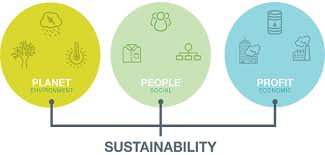 PLANET
ENVIRONMENT
PEOPLE
SOCIAL
PROFIT
ECONOMIC
SUSTAINABILITY